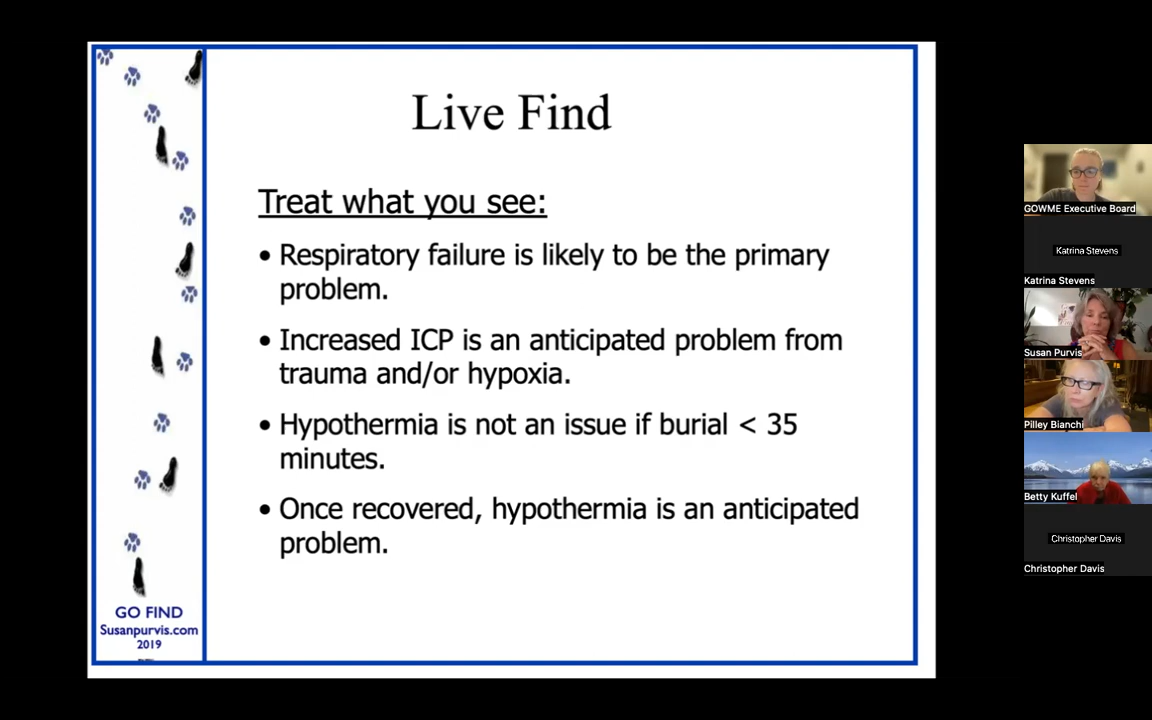 Live Find
Treat what you see:
• Respiratory failure is likely to be the primary
problem.
• Increased ICP is an anticipated problem from
trauma and/or hypoxia.
• Hypothermia is not an issue if burial < 35
minutes.
• Once recovered, hypothermia is an anticipated
problem.
GO FIND
Susanpurvis.com
2019
GOWME Executive Board
Katrina Stevens
Katrina Stevens
Susan Purvis
Pilley Bianchi
Betty Kuffel
Christopher Davis
Christopher Davis